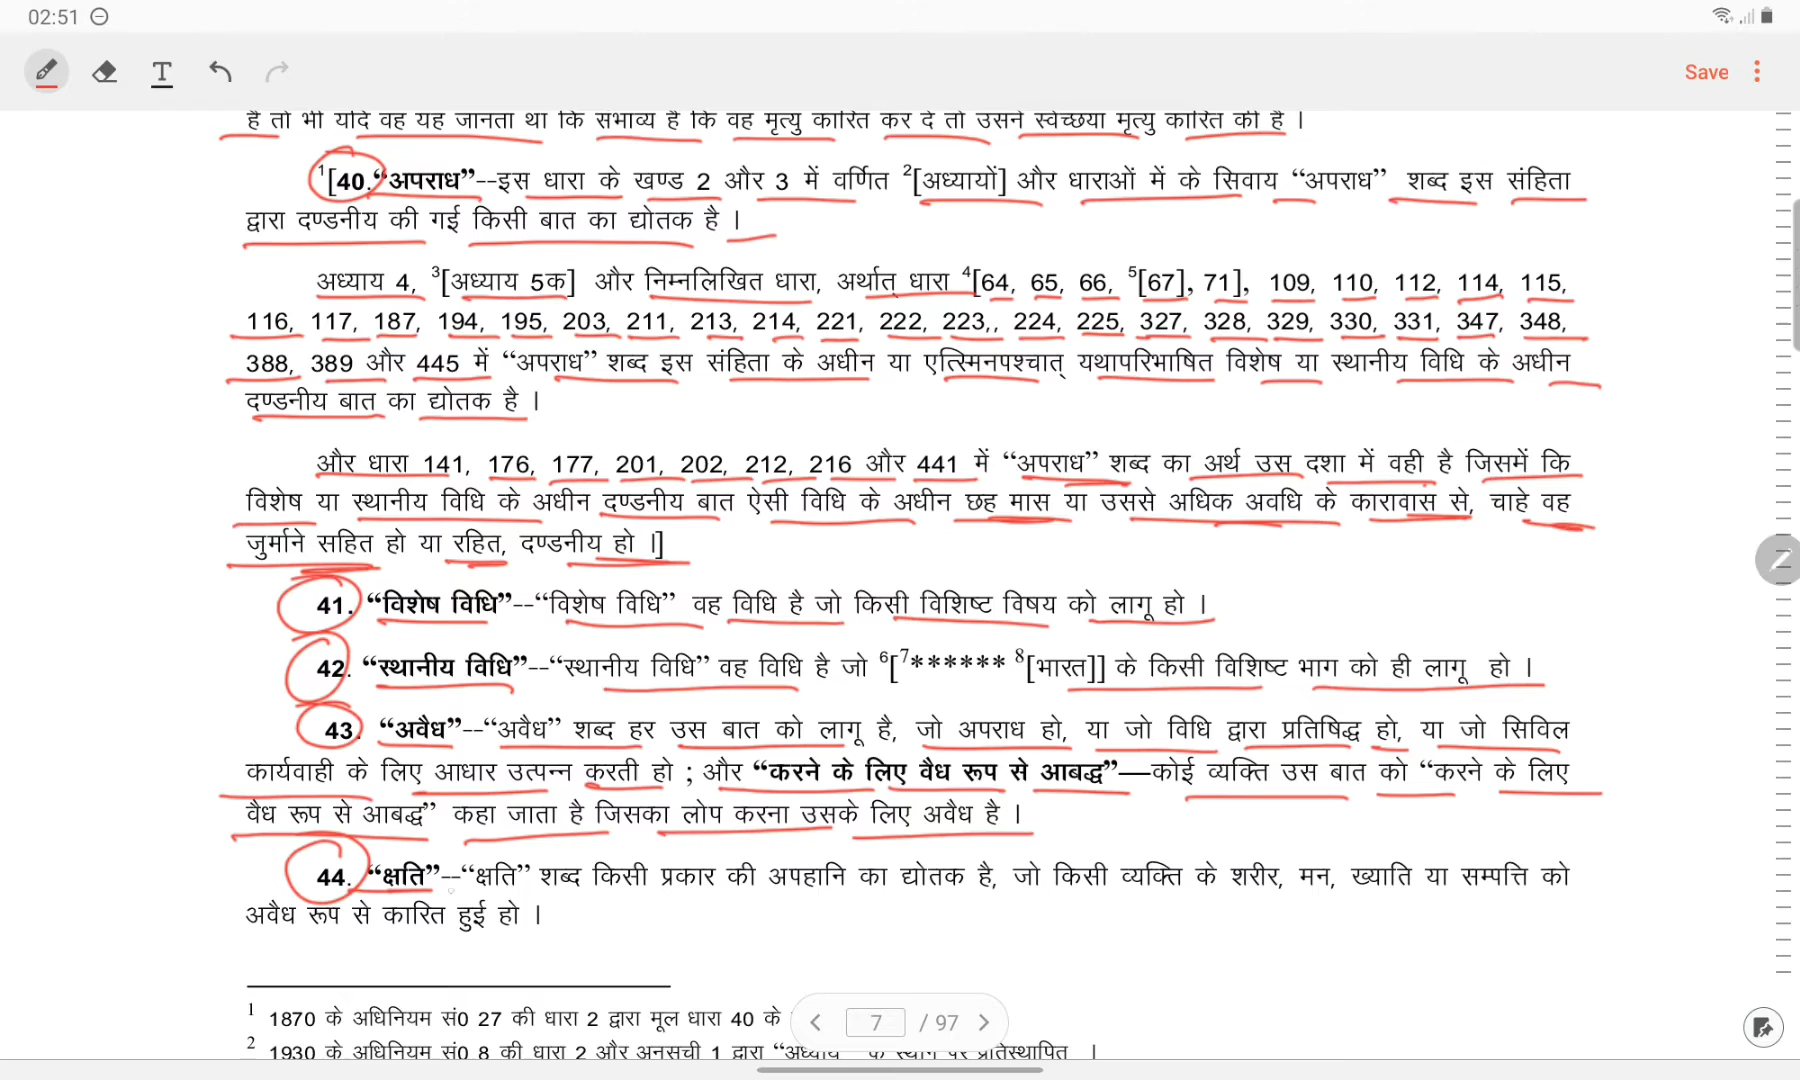 02:51
T
Save
है तो भी यदि वह यह जानता था कि संभाव्य है कि वह मृत्यु कारित कर दे तो उसने स्वेच्छया मृत्यु कारित की है ।
1[40.“अपराध”--इस धारा के खण्ड 2 और 3 में वर्णित 2[अध्यायों] और धाराओं में के सिवाय “अपराध” शब्द इस संहिता
द्वारा दण्डनीय की गई किसी बात का द्योतक है ।
अध्याय 4, 3[अध्याय 5क] और निम्नलिखित धारा, अर्थात् धारा 4[64, 65, 66, 5[67], 71], 109, 110, 112, 114, 115,
116, 117, 187, 194, 195, 203, 211, 213, 214, 221, 222, 223,, 224, 225, 327, 328, 329, 330, 331, 347, 348,
388, 389 और 445 में “अपराध” शब्द इस संहिता के अधीन या एत्स्मिनपश्चात् यथापरिभाषित विशेष या स्थानीय विधि के अधीन
दण्डनीय बात का द्योतक है ।
और धारा 141, 176, 177, 201, 202, 212, 216 और 441 में “अपराध” शब्द का अर्थ उस दशा में वही है जिसमें कि
विशेष या स्थानीय विधि के अधीन दण्डनीय बात ऐसी विधि के अधीन छह मास या उससे अधिक अवधि के कारावास से, चाहे वह
जुर्माने सहित हो या रहित, दण्डनीय हो ।]
41. “विशेष विधि”--“विशेष विधि” वह विधि है जो किसी विशिष्ट विषय को लागू हो ।
42. “स्थानीय विधि”--“स्थानीय विधि” वह विधि है जो 6[7****** 8[भारत]] के किसी विशिष्ट भाग को ही लागू हो ।
43. “अवैध”--“अवैध” शब्द हर उस बात को लागू है, जो अपराध हो, या जो विधि द्वारा प्रतिषिद्ध हो, या जो सिविल
कार्यवाही के लिए आधार उत्पन्न करती हो ; और “करने के लिए वैध रूप से आबद्ध”—कोई व्यक्ति उस बात को “करने के लिए
वैध रूप से आबद्ध” कहा जाता है जिसका लोप करना उसके लिए अवैध है ।
44. “क्षति”--“क्षति” शब्द किसी प्रकार की अपहानि का द्योतक है, जो किसी व्यक्ति के शरीर, मन, ख्याति या सम्पत्ति को
अवैध रूप से कारित हुई हो ।
1 1870 के अधिनियम सं0 27 की धारा 2 द्वारा मूल धारा 40 के
7 / 97
2 1930 के अधिनियम सं0 8 की धारा 2 और अनुसूची 1 द्वारा “अध्याय” के स्थान पर प्रतिस्थापित ।